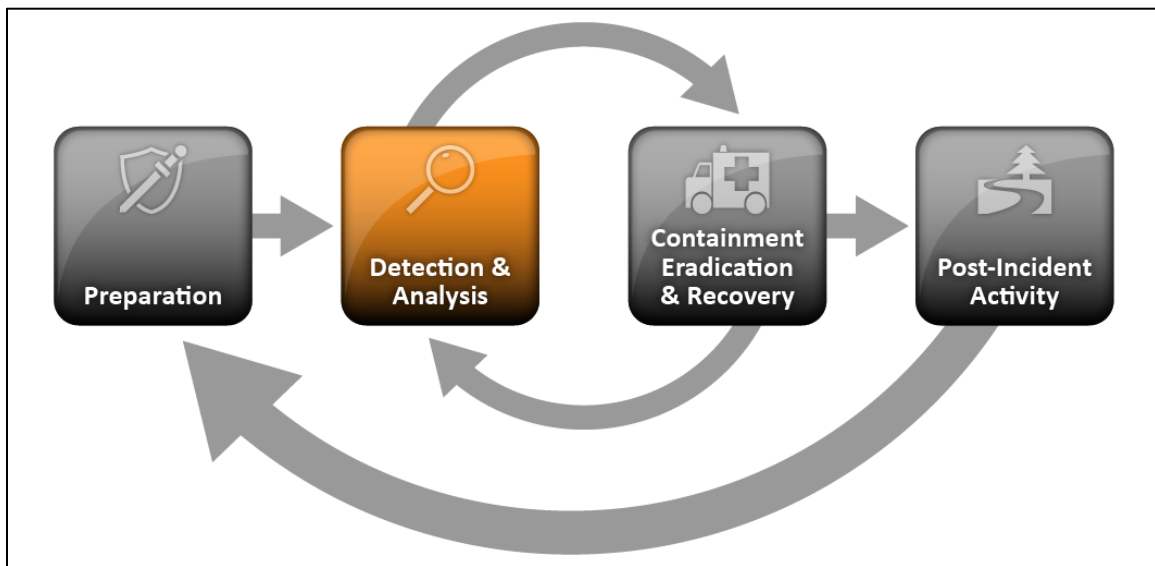 Preparation
Detection &
Analysis
Containment
Eradication
& Recovery
Post-Incident
Activity